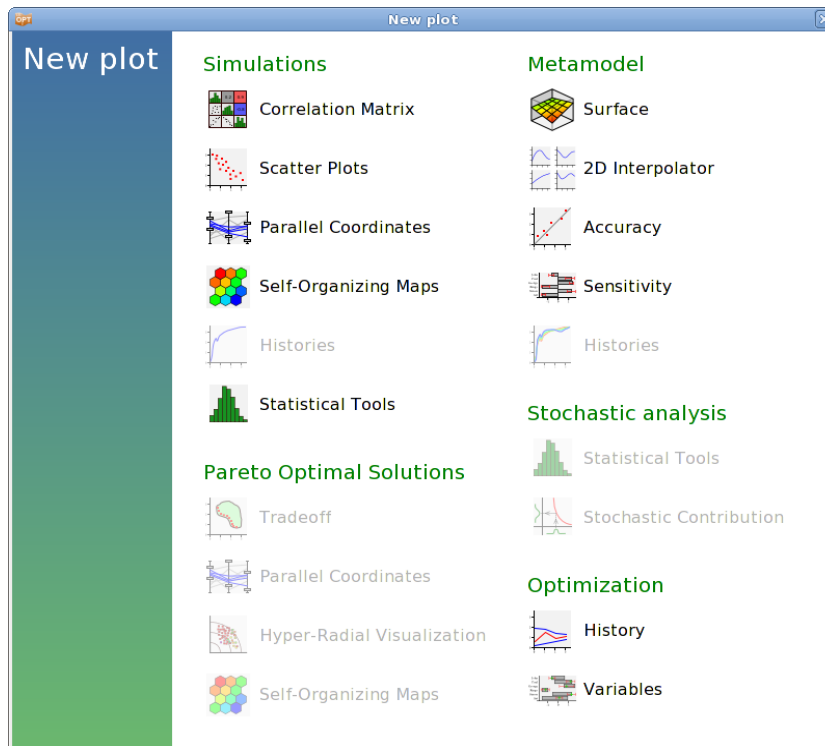 New plot
New plot
Simulations
Correlation Matrix
Scatter Plots
Parallel Coordinates
Self-Organizing Maps
Histories
Statistical Tools
Pareto Optimal Solutions
Tradeoff
Parallel Coordinates
Hyper-Radial Visualization
Self-Organizing Maps
Metamodel
Surface
2D Interpolator
Accuracy
Sensitivity
Histories
Stochastic analysis
Statistical Tools
Stochastic Contribution
Optimization
History
Variables